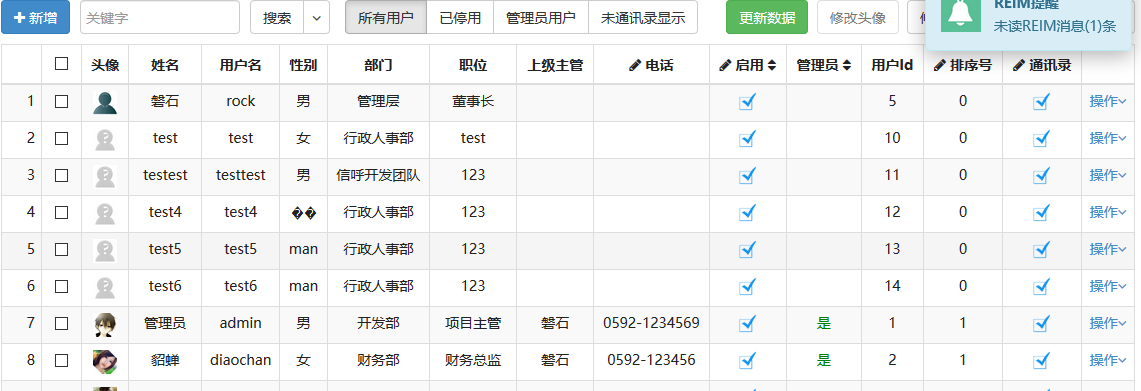 + 新增 关键字 搜索 所有用户 已停用 管理员用户 未通讯录显示 更新数据 修改头像
REIM提醒
未读REIM消息(1)条
头像 姓名 用户名 性别 部门 职位 上级主管 电话 启用 管理员 用户Id 排序号 通讯录
1 磐石 rock 男 管理层 董事长 5 0 操作
2 test test 女 行政人事部 test 10 0 操作
3 testest testtest 男 信呼开发团队 123 11 0 操作
4 test4 test4 �� 行政人事部 123 12 0 操作
5 test5 test5 man 行政人事部 123 13 0 操作
6 test6 test6 man 行政人事部 123 14 0 操作
7 管理员 admin 男 开发部 项目主管 磐石 0592-1234569 是 1 1 操作
8 貂蝉 diaochan 女 财务部 财务总监 磐石 0592-123456 是 2 1 操作